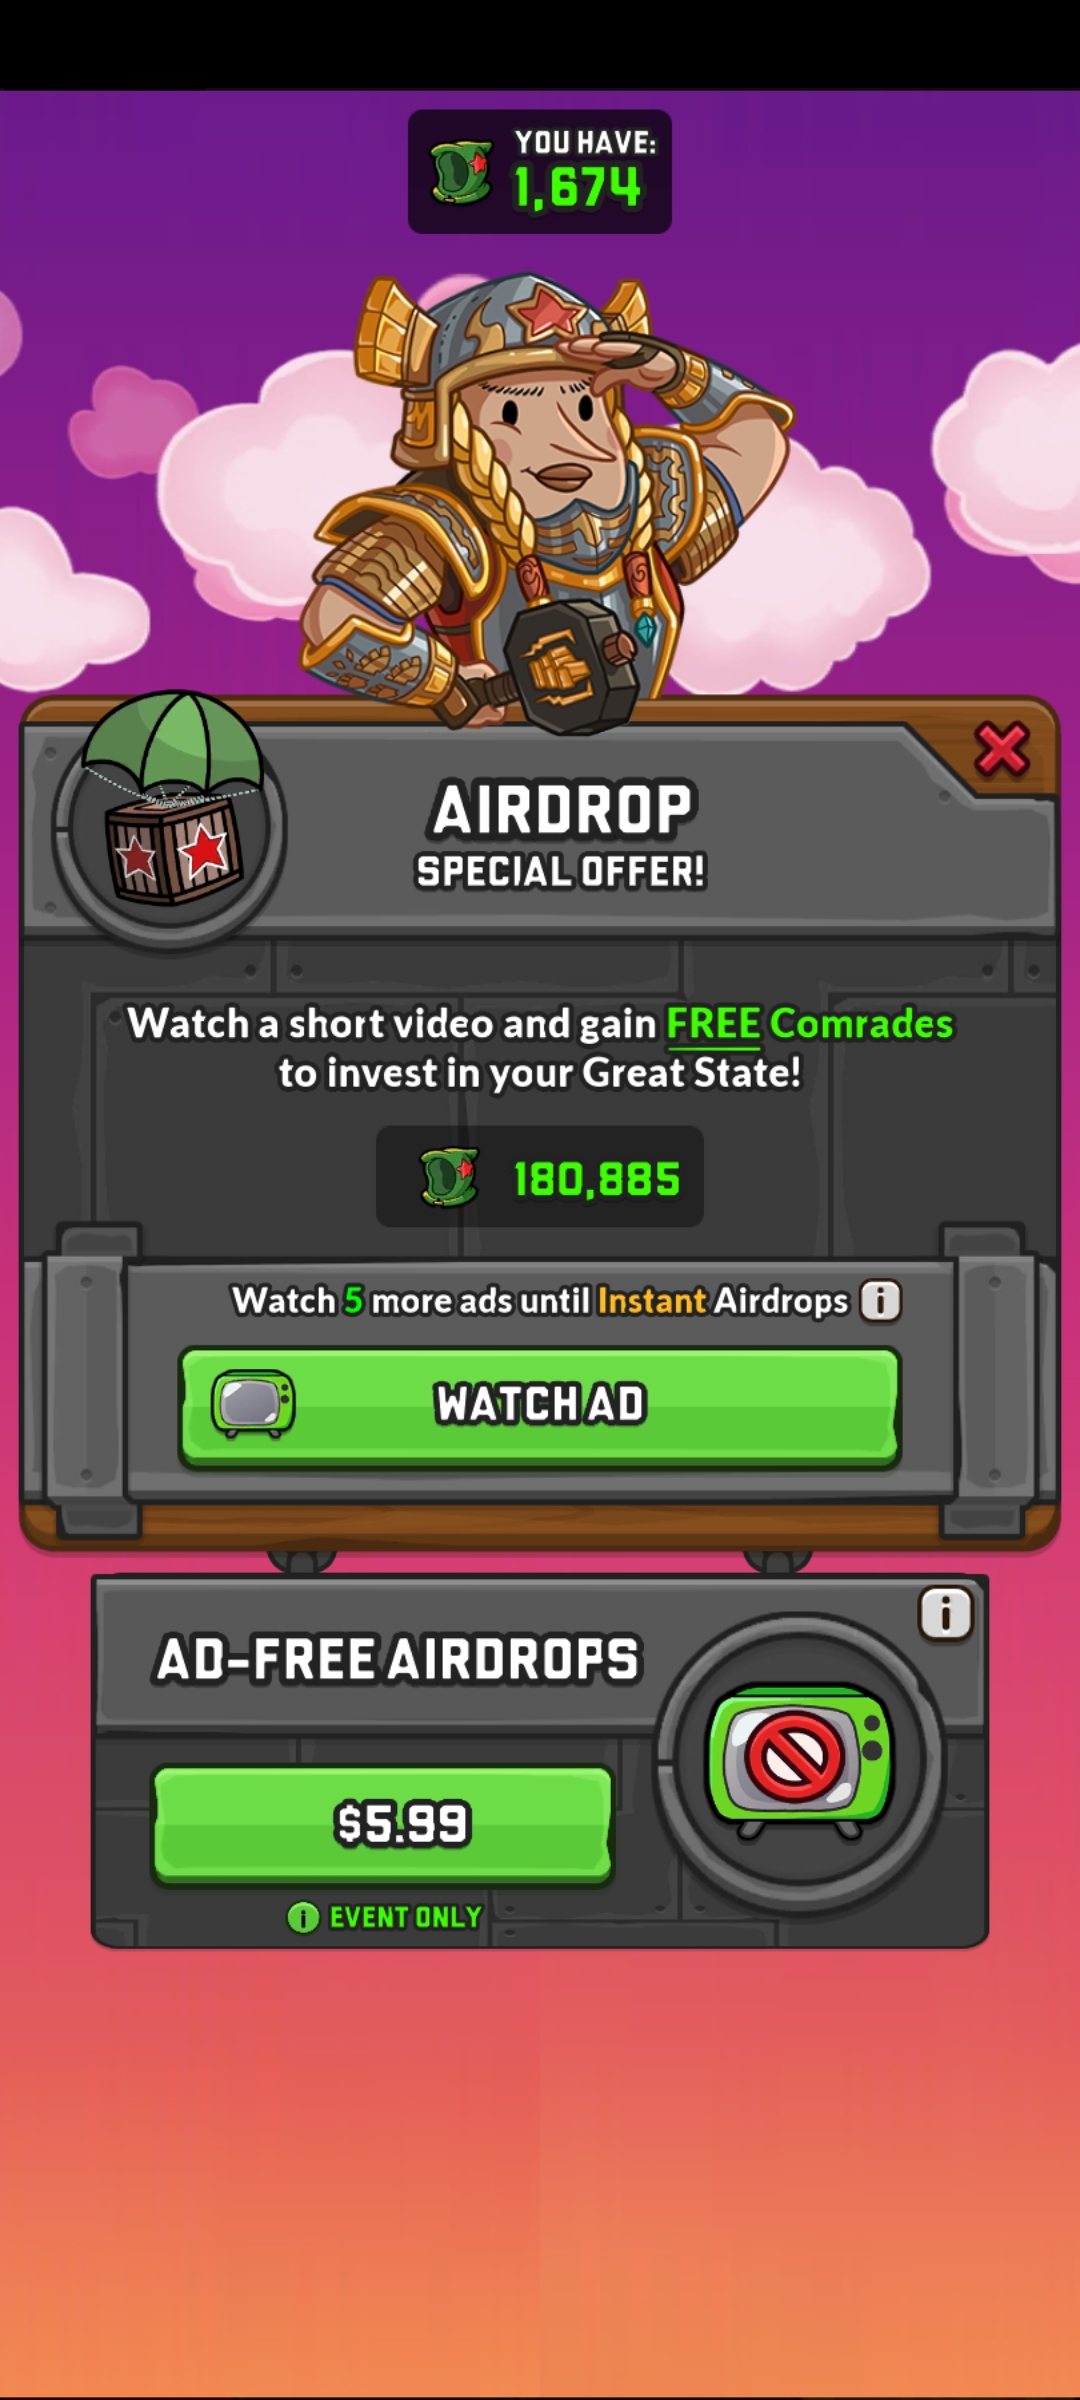 YOU HAVE:
1,674
AIRDROP
SPECIAL OFFER!
Watch a short video and gain FREE Comrades
to invest in your Great State!
180,885
Watch 5 more ads until Instant Airdrops i
WATCH AD
i
AD-FREE AIRDROPS
$5.99
i EVENT ONLY